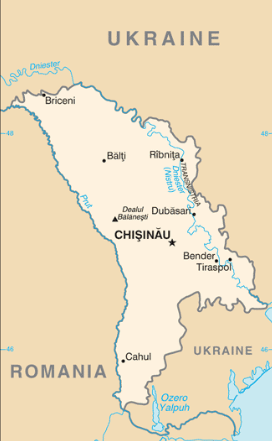 UKRAINE
Dniester
Briceni
48
48
Bălţi
Rîbniţa
TRANSNISTRIA
Dniester
(Nistru)
Prut
Dubăsari
Dealul
Bălăneşti
CHIŞINĂU
Bender
Tiraspol
46
46
UKRAINE
Cahul
ROMANIA
Ozero
Yalpuh